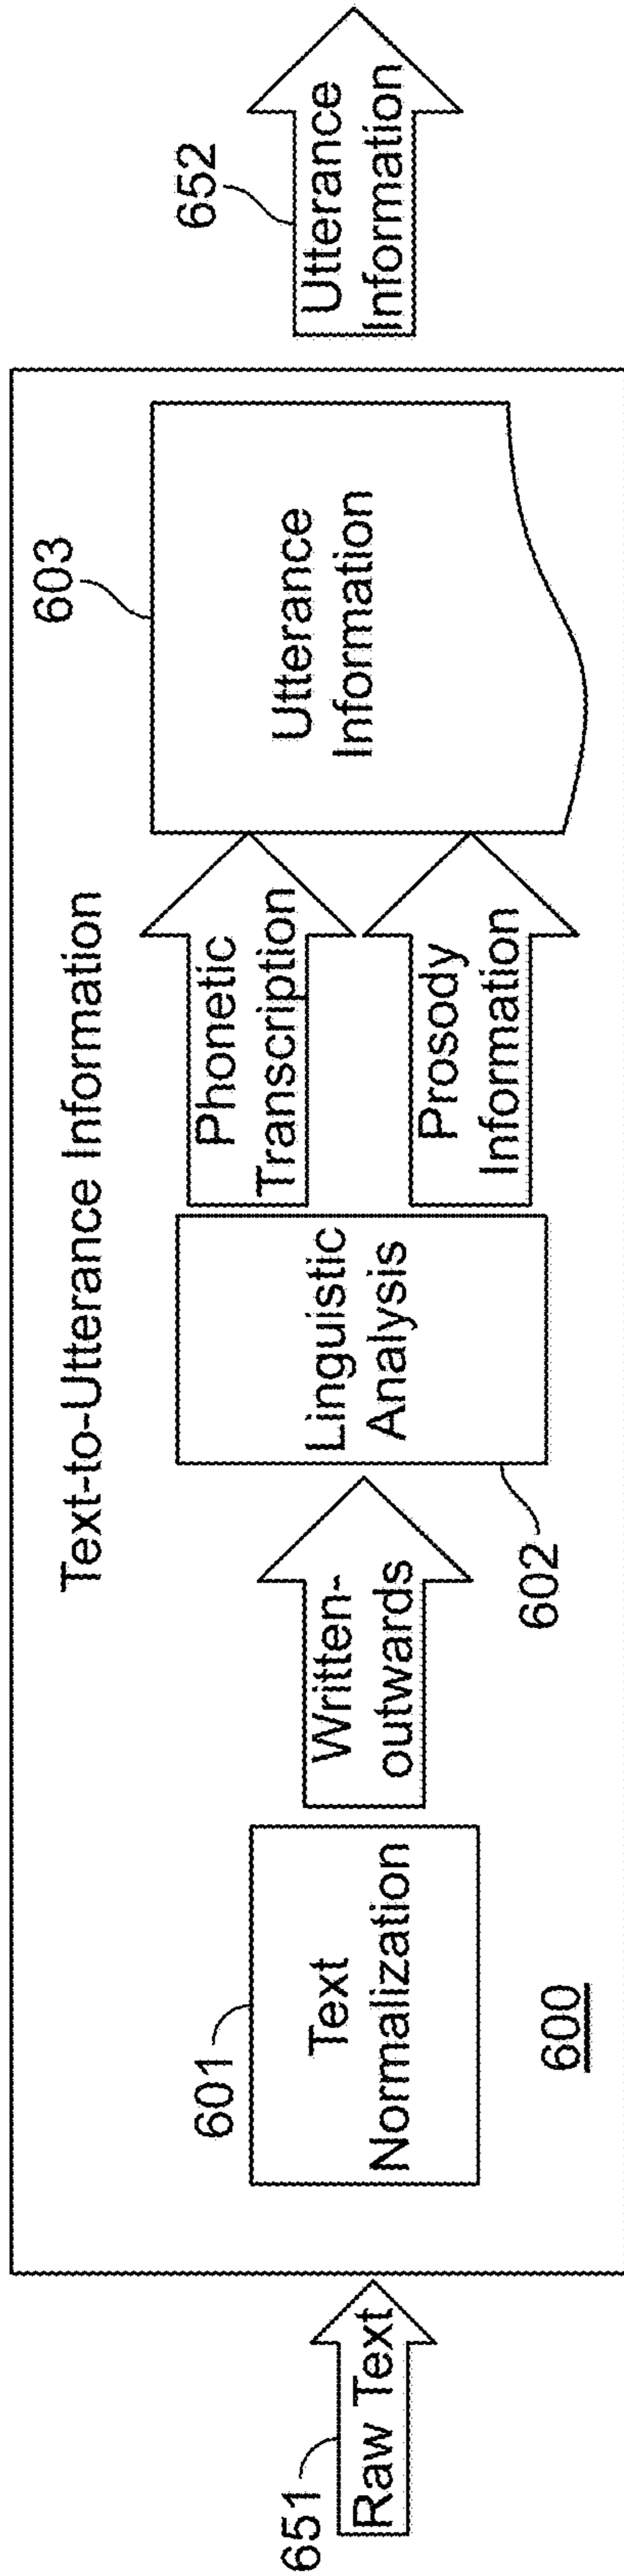 Text-to-Utterance Information
651
Raw Text
601
Text
Normalization
600
Written-
outwards
602
Linguistic
Analysis
Phonetic
Transcription
Prosody
Information
603
Utterance
Information
652
Utterance
Information